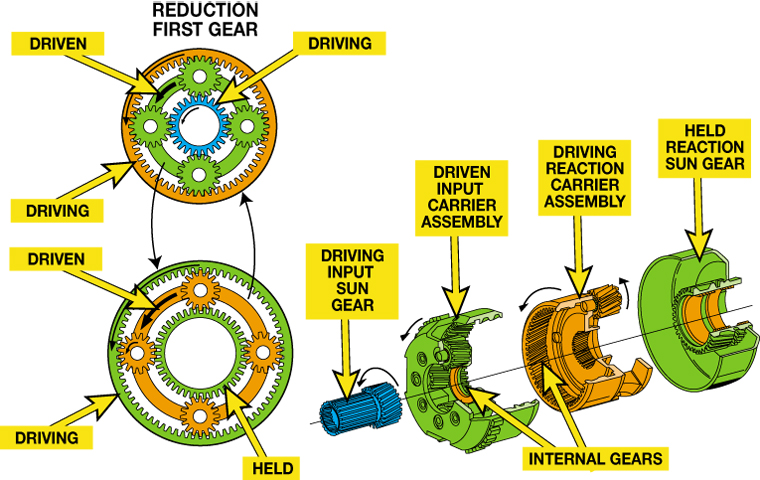 REDUCTION
FIRST GEAR
DRIVEN
DRIVING
DRIVING
DRIVEN
DRIVING
HELD
DRIVING
INPUT
SUN
GEAR
DRIVEN
INPUT
CARRIER
ASSEMBLY
DRIVING
REACTION
CARRIER
ASSEMBLY
HELD
REACTION
SUN GEAR
INTERNAL GEARS